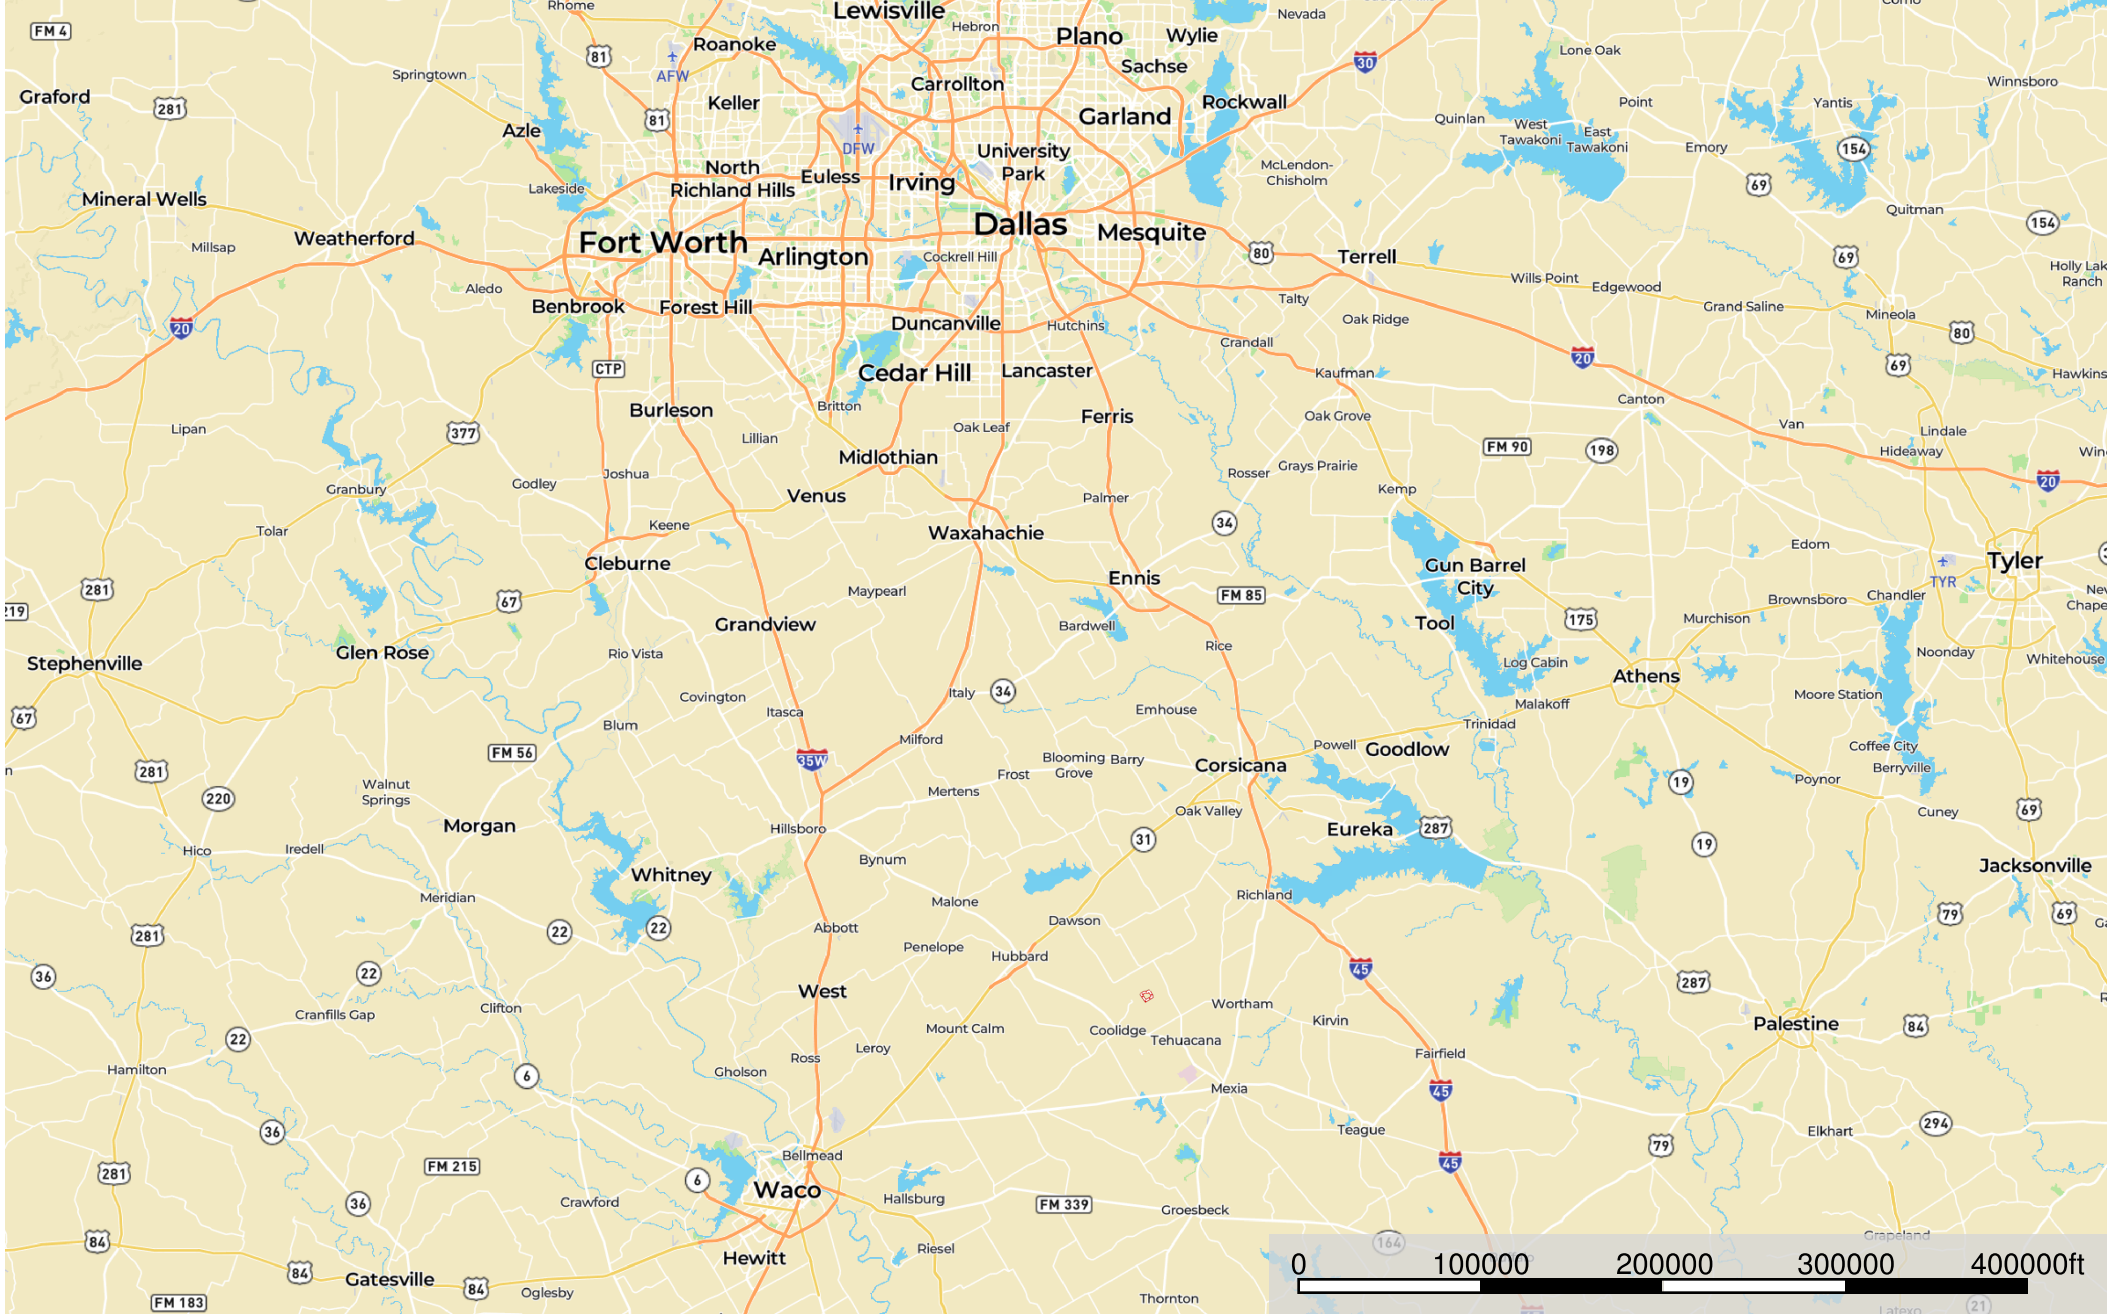 Rhome
Lewisville
Hebron
Nevada
FM 4
Plano
Wylie
Roanoke
81
30
Lone Oak
AFW
Springtown
Sachse
Carrollton
Winnsboro
Graford
281
Keller
Rockwall
Point
Yantis
Azle
81
Garland
Quinlan
West
Tawakoni
East
Tawakoni
Emory
154
DFW
University
Park
North
Richland Hills
Euless
Irving
McLendon-
Chisholm
Lakeside
69
Mineral Wells
Quitman
154
Dallas
Mesquite
Millsap
Weatherford
Fort Worth
Arlington
Cockrell Hill
80
Terrell
69
Holly Lak
Ranch
Aledo
Wills Point
Edgewood
Benbrook
Forest Hill
Talty
Grand Saline
Mineola
20
Duncanville
Hutchins
Oak Ridge
80
Crandall
20
CTP
Cedar Hill
Lancaster
Kaufman
69
Hawkins
Burleson
Britton
Ferris
Oak Grove
Canton
Lipan
377
Lillian
Oak Leaf
Van
Lindale
FM 90
198
Hideaway
Win
Midlothian
Joshua
Rosser
Grays Prairie
Godley
20
Granbury
Venus
Palmer
Kemp
Tolar
Keene
Waxahachie
34
Edom
Tyler
Cleburne
Gun Barrel
City
Ennis
TYR
281
Maypearl
FM 85
Brownsboro
Chandler
New
Chape
219
67
Grandview
Bardwell
Tool
175
Murchison
Glen Rose
Rio Vista
Rice
Noonday
Whitehouse
Stephenville
Log Cabin
Athens
Covington
Italy
34
Moore Station
67
Itasca
Emhouse
Malakoff
Blum
Trinidad
FM 56
35W
Milford
Powell
Goodlow
Coffee City
281
Blooming
Grove
Barry
Corsicana
Berryville
Walnut
Springs
Frost
Poynor
19
220
Mertens
Oak Valley
Cuney
69
Morgan
Hillsboro
31
Eureka
287
19
Hico
Iredell
Bynum
Jacksonville
Whitney
Meridian
Malone
Richland
281
22
22
Abbott
Dawson
79
69
Penelope
Hubbard
36
22
45
287
West
Clifton
Wortham
Cranfills Gap
Mount Calm
Coolidge
Kirvin
Palestine
84
22
Tehuacana
Ross
Leroy
Fairfield
Hamilton
6
Gholson
Mexia
45
36
Teague
Elkhart
294
FM 215
Bellmead
79
281
6
45
Waco
Hallsburg
36
Crawford
FM 339
Groesbeck
84
Hewitt
Riesel
164
Grapeland
84
Gatesville
84
Oglesby
0 100000 200000 300000 400000ft
FM 183
Thornton
Latexo
21